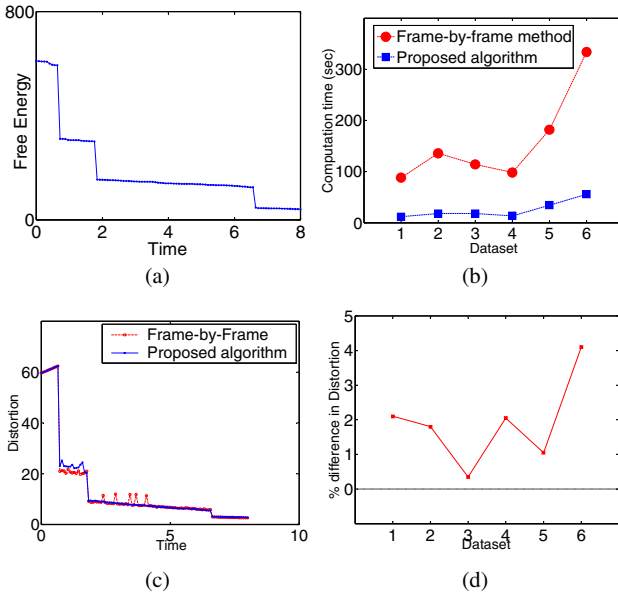 800
Free Energy
0
0 2 4 6 8
Time
(a)
Frame-by-frame method
Proposed algorithm
Computation time (sec)
300
200
100
0
1 2 3 4 5 6
Dataset
(b)
Frame-by-Frame
Proposed algorithm
Distortion
60
40
20
0
0 5 10
Time
(c)
% difference in Distortion
5
4
3
2
1
0
1 2 3 4 5 6
Dataset
(d)